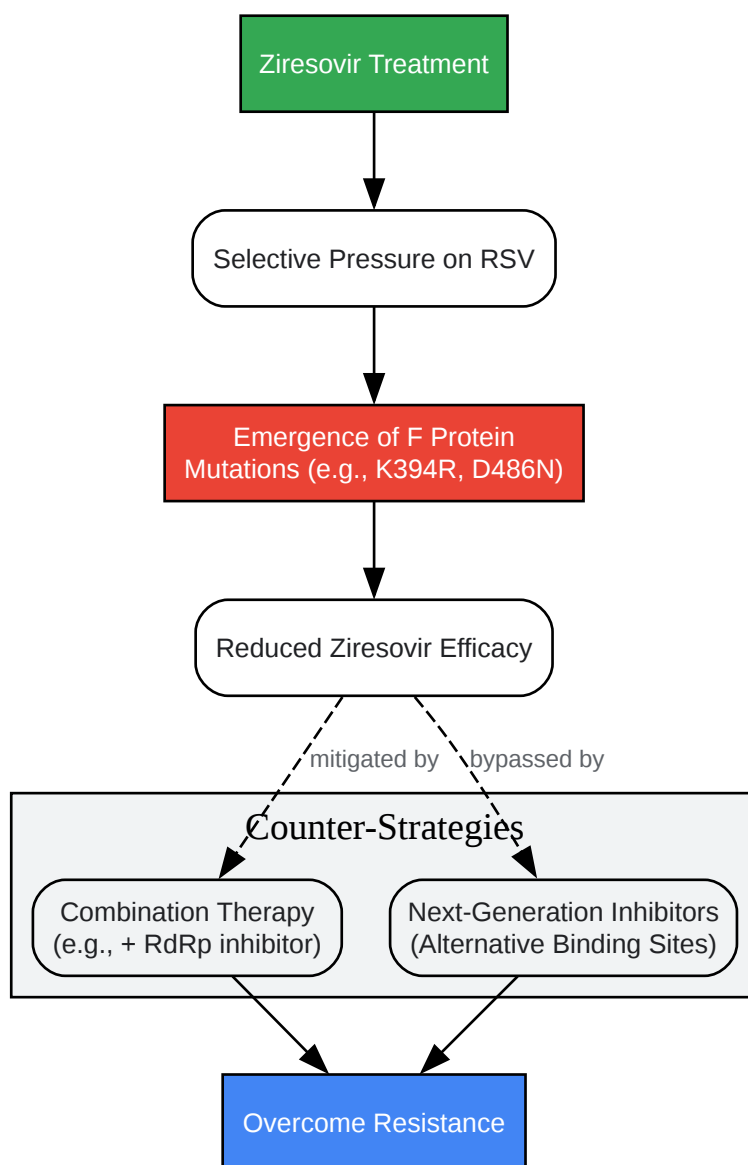 Ziresovir Treatment
Selective Pressure on RSV
Emergence of F Protein
Mutations (e.g., K394R, D486N)
Reduced Ziresovir Efficacy
mitigated by
bypassed by
Counter-Strategies
Combination Therapy
(e.g., + RdRp inhibitor)
Next-Generation Inhibitors
(Alternative Binding Sites)
Overcome Resistance